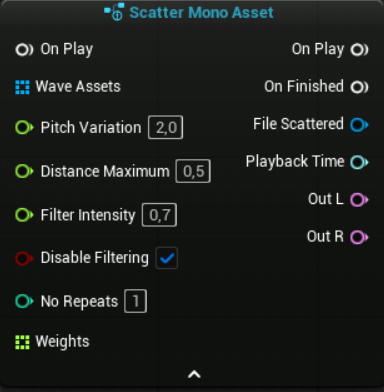 Scatter Mono Asset
On Play
On Play
Wave Assets
On Finished
Pitch Variation 2,0
File Scattered
Distance Maximum 0,5
Playback Time
Filter Intensity 0,7
Out L
Disable Filtering
Out R
No Repeats 1
Weights